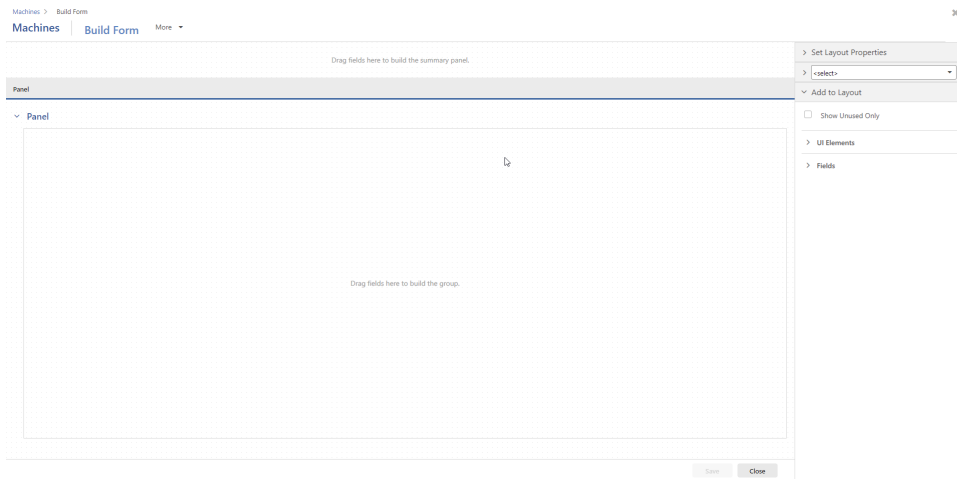 Machines > Build Form
Machines Build Form More
Drag fields here to build the summary panel.
Panel
Panel
Drag fields here to build the group.
Save Close
Set Layout Properties
<select>
Add to Layout
Show Unused Only
UI Elements
Fields